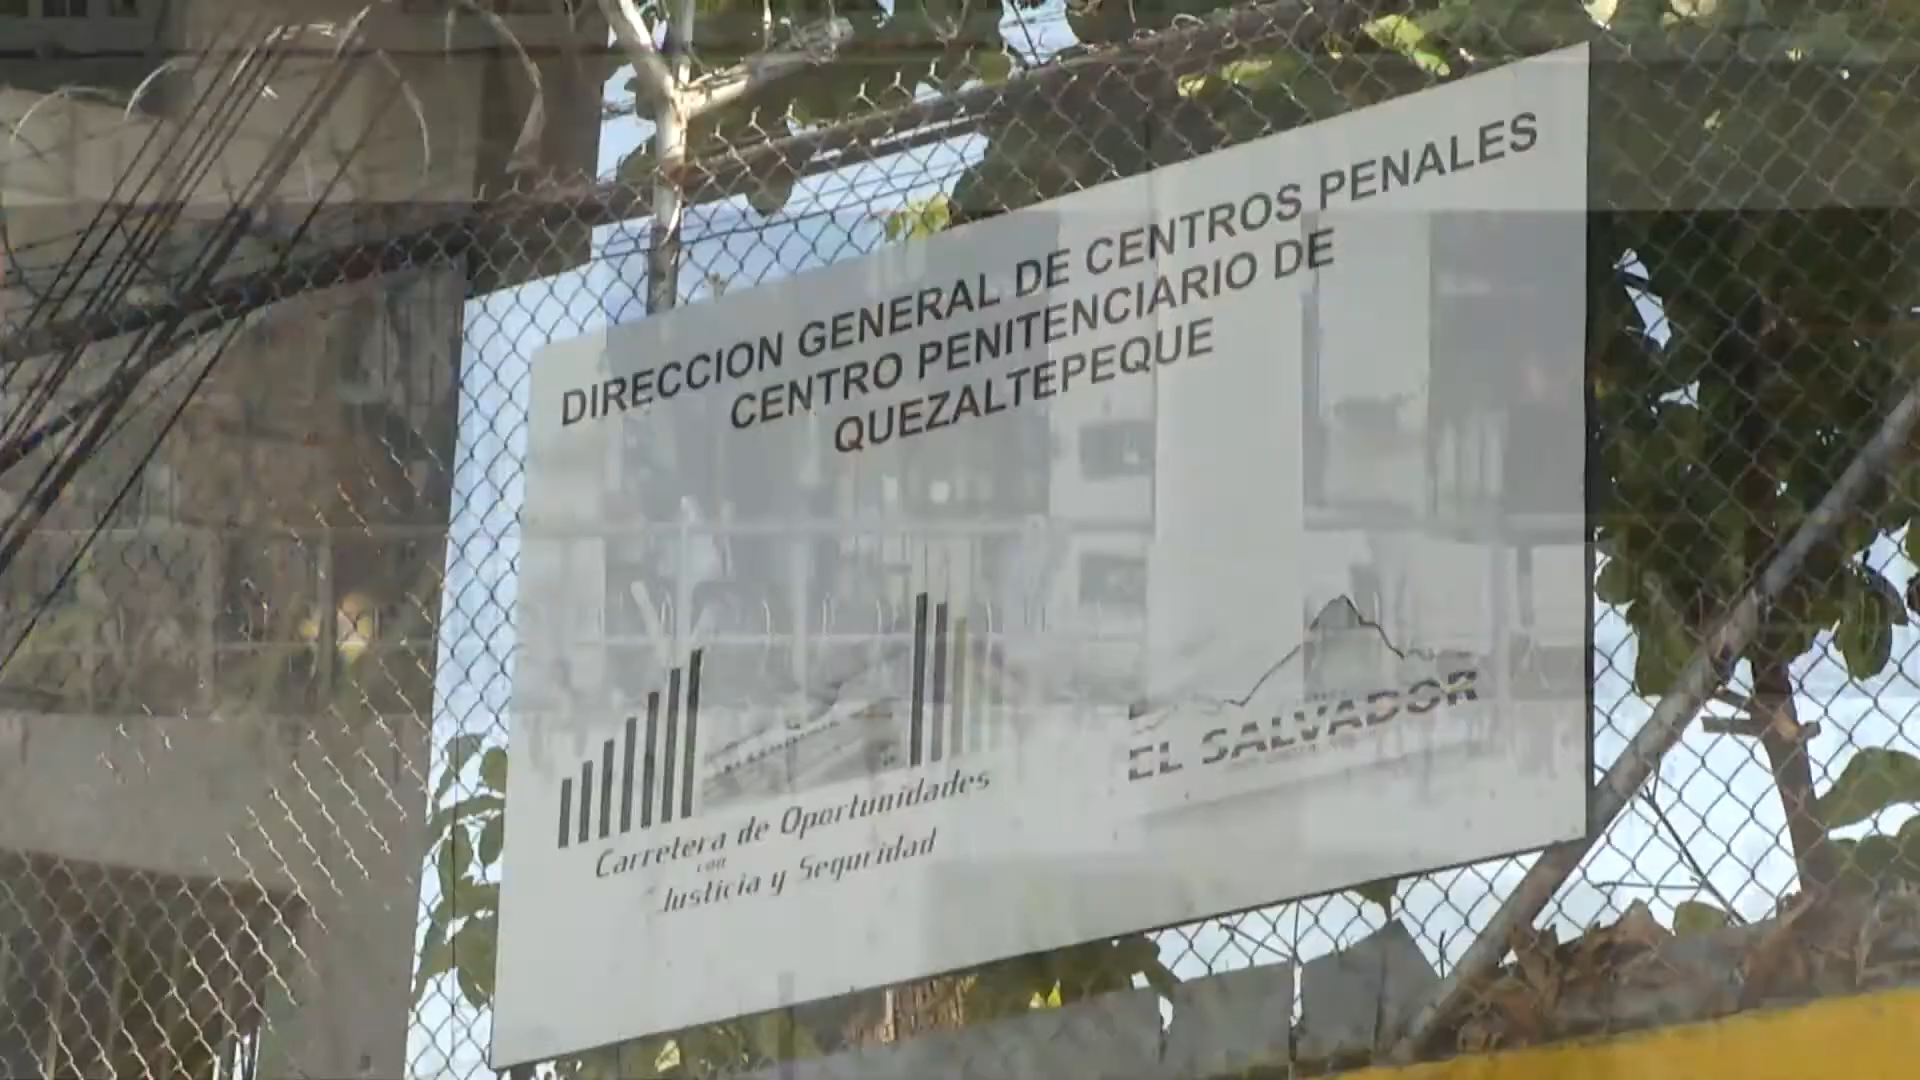 DIRECCION GENERAL DE CENTROS PENALES
CENTRO PENITENCIARIO DE
QUEZALTEPEQUE
Carretera de Oportunidades
con
Justicia y Seguridad
EL SALVADOR